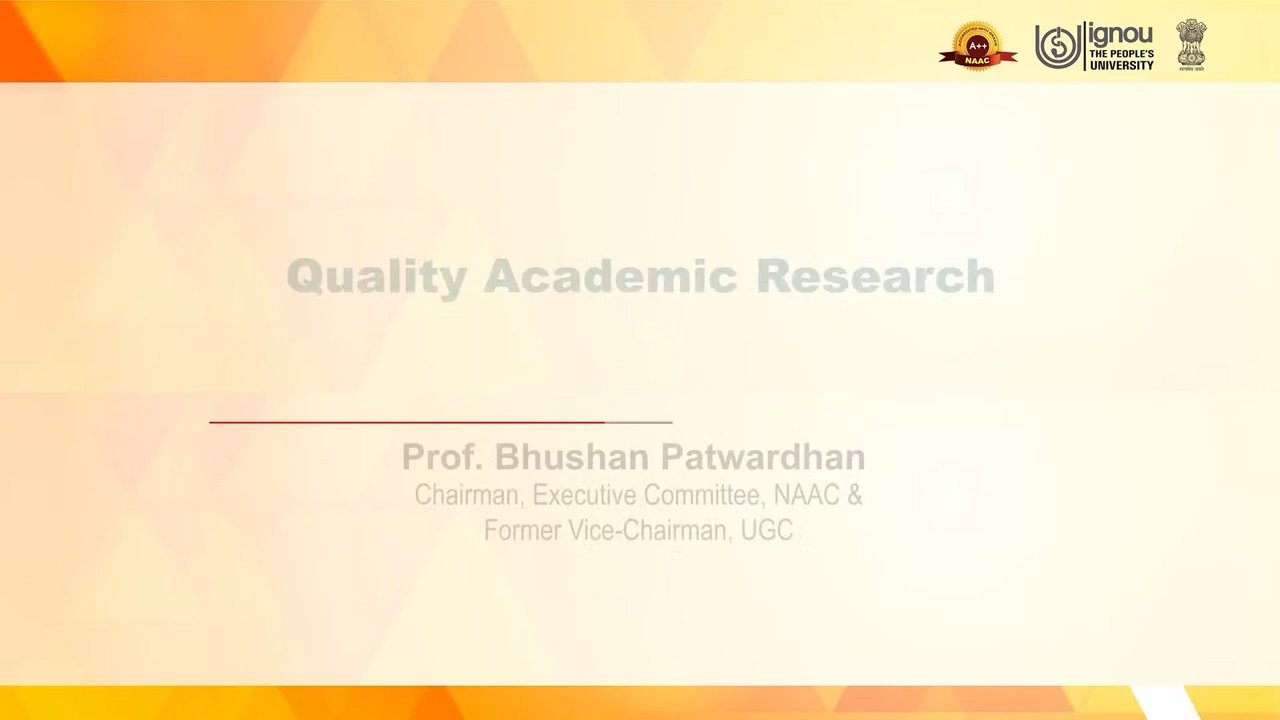 A++
NAAC
ignou
THE PEOPLE'S
UNIVERSITY
Quality Academic Research
Prof. Bhushan Patwardhan
Chairman, Executive Committee, NAAC &
Former Vice-Chairman, UGC